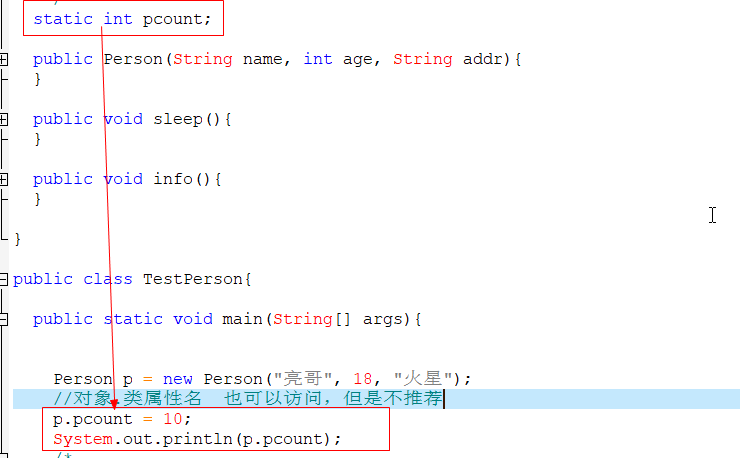 static int pcount;
public Person(String name, int age, String addr){
}
public void sleep(){
}
public void info(){
}
}
public class TestPerson{
public static void main(String[] args){
Person p = new Person("亮哥", 18, "火星");
//对象.类属性名 也可以访问，但是不推荐
p.pcount = 10;
System.out.println(p.pcount);
/*